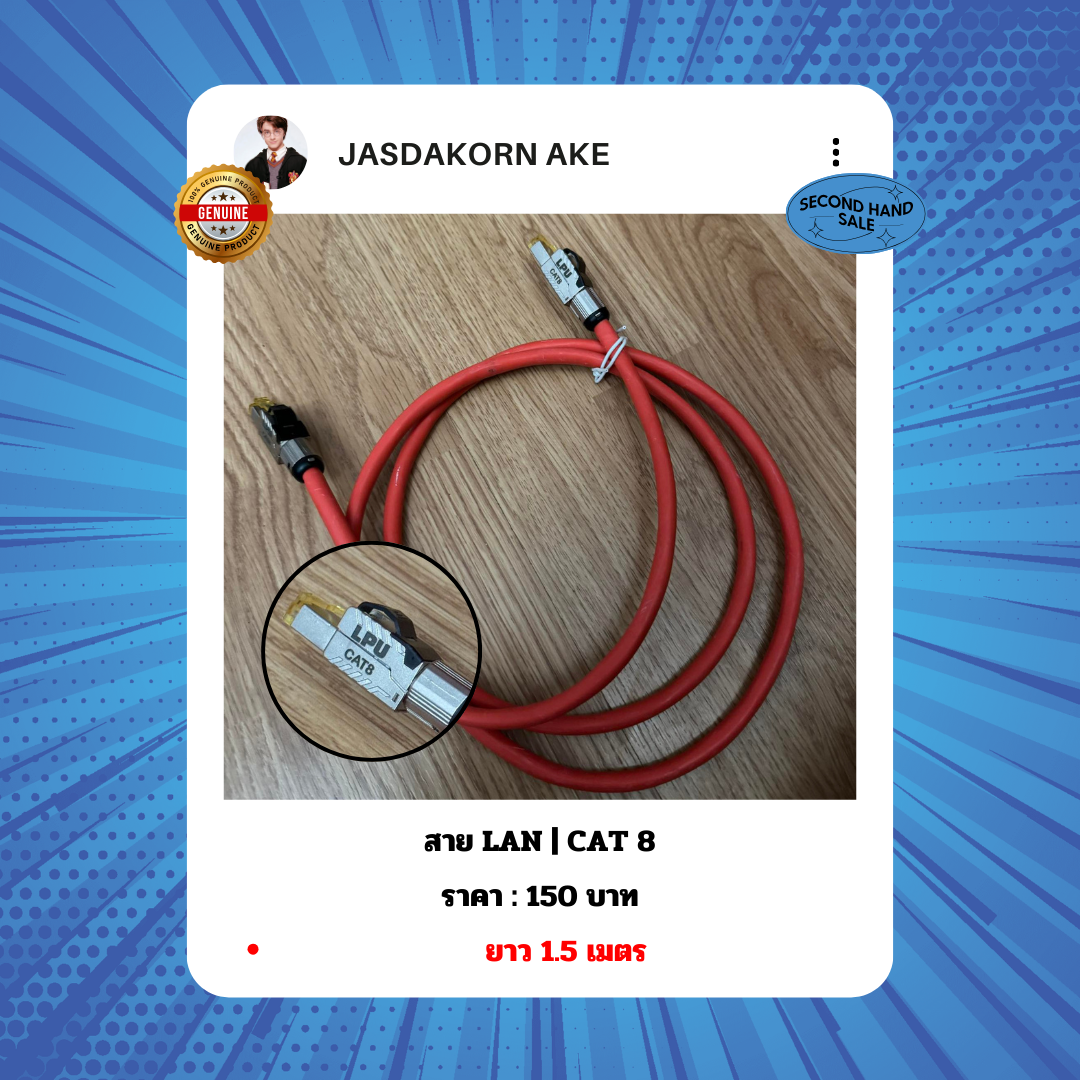 JASDAKORN AKE
100% GENUINE PRODUCT
GENUINE
GENUINE PRODUCT
SECOND HAND
SALE
LPU
CAT8
LPU
CAT8
สาย LAN | CAT 8
ราคา : 150 บาท
• ยาว 1.5 เมตร